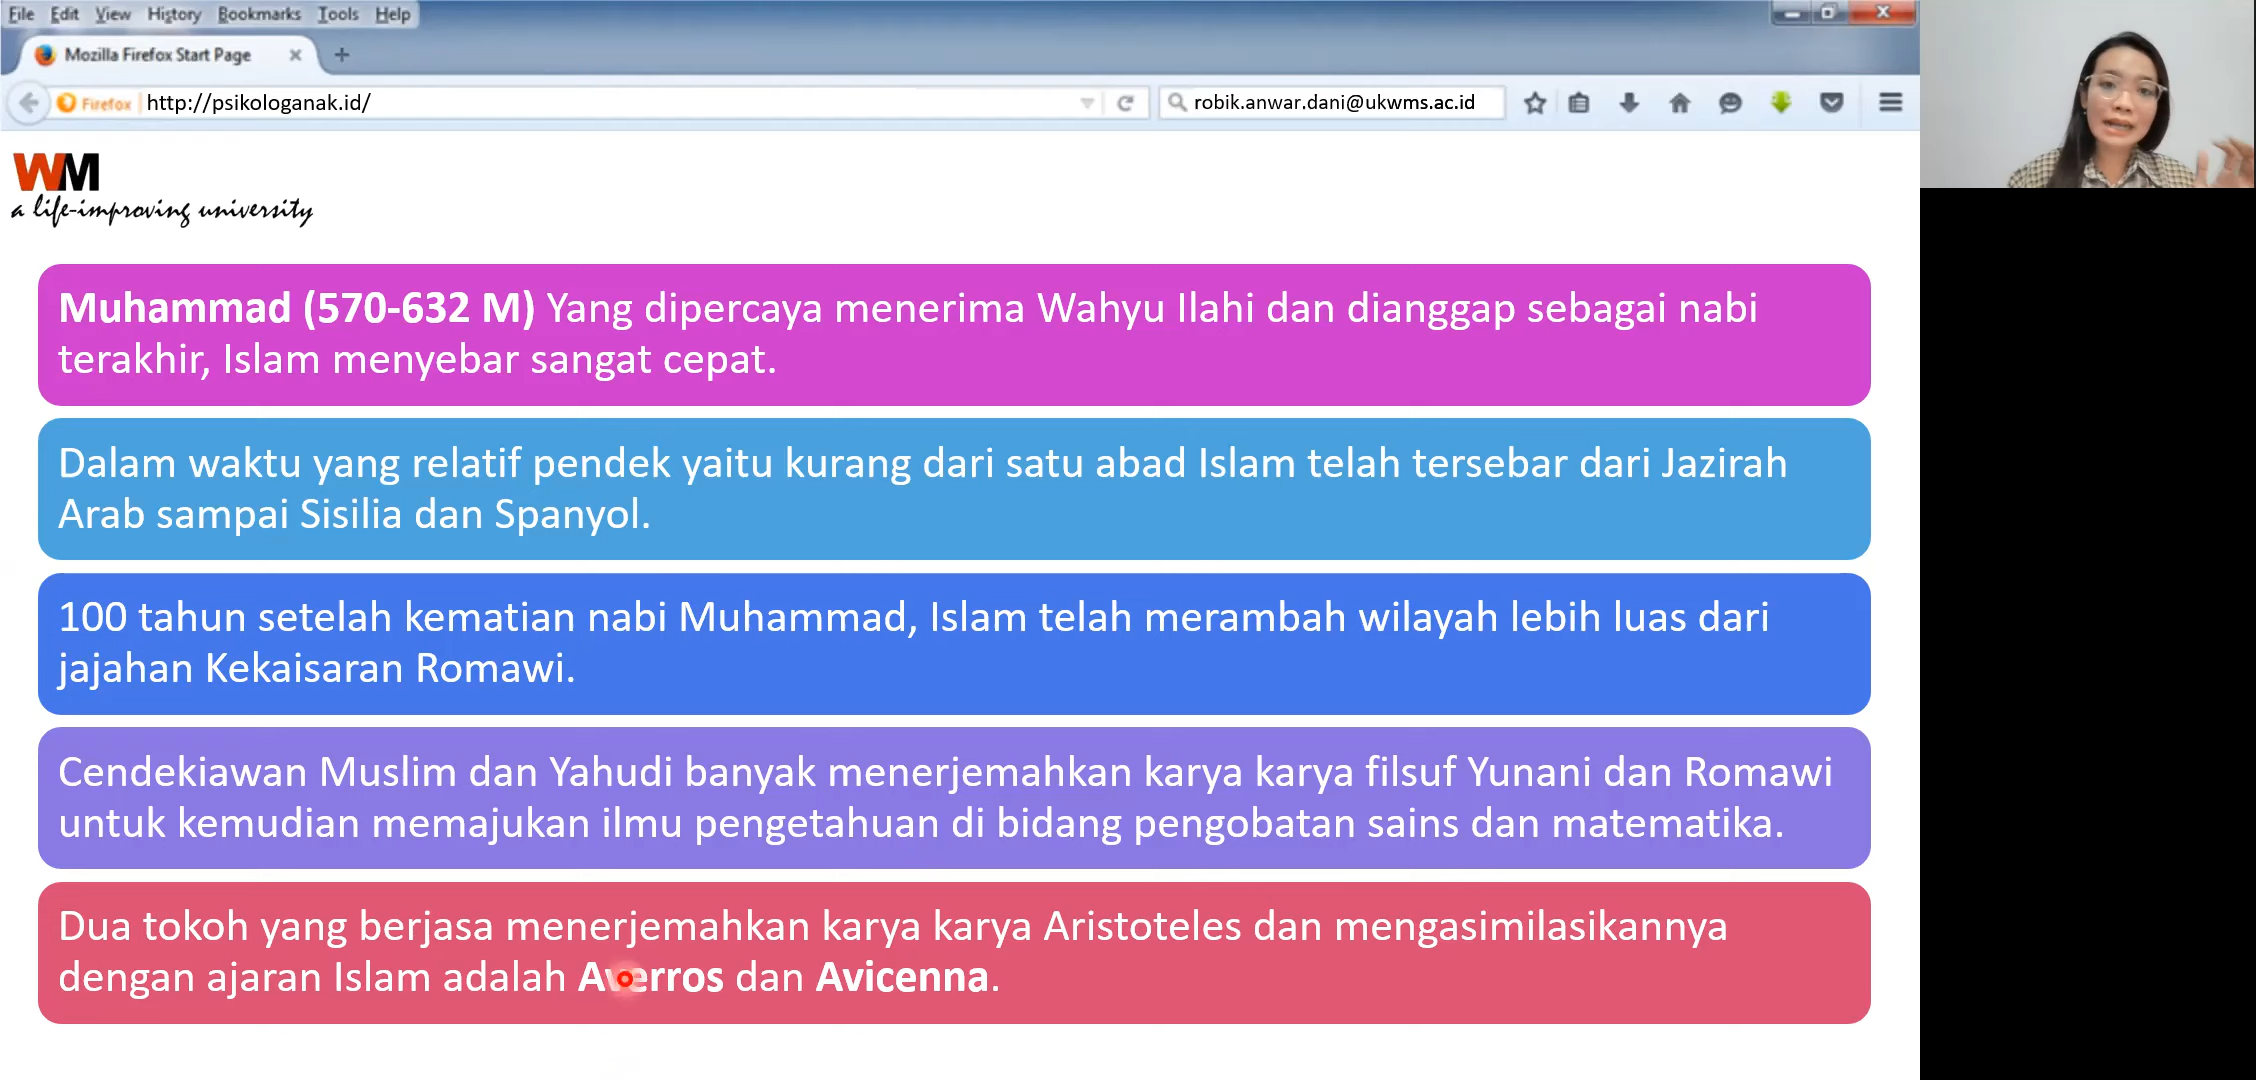 File Edit View History Bookmarks Tools Help
Mozilla Firefox Start Page
Firefox http://psikologanak.id/ robik.anwar.dani@ukwms.ac.id
WM
a life-improving university
Muhammad (570-632 M) Yang dipercaya menerima Wahyu Ilahi dan dianggap sebagai nabi
terakhir, Islam menyebar sangat cepat.
Dalam waktu yang relatif pendek yaitu kurang dari satu abad Islam telah tersebar dari Jazirah
Arab sampai Sisilia dan Spanyol.
100 tahun setelah kematian nabi Muhammad, Islam telah merambah wilayah lebih luas dari
jajahan Kekaisaran Romawi.
Cendekiawan Muslim dan Yahudi banyak menerjemahkan karya karya filsuf Yunani dan Romawi
untuk kemudian memajukan ilmu pengetahuan di bidang pengobatan sains dan matematika.
Dua tokoh yang berjasa menerjemahkan karya karya Aristoteles dan mengasimilasikannya
dengan ajaran Islam adalah Averros dan Avicenna.